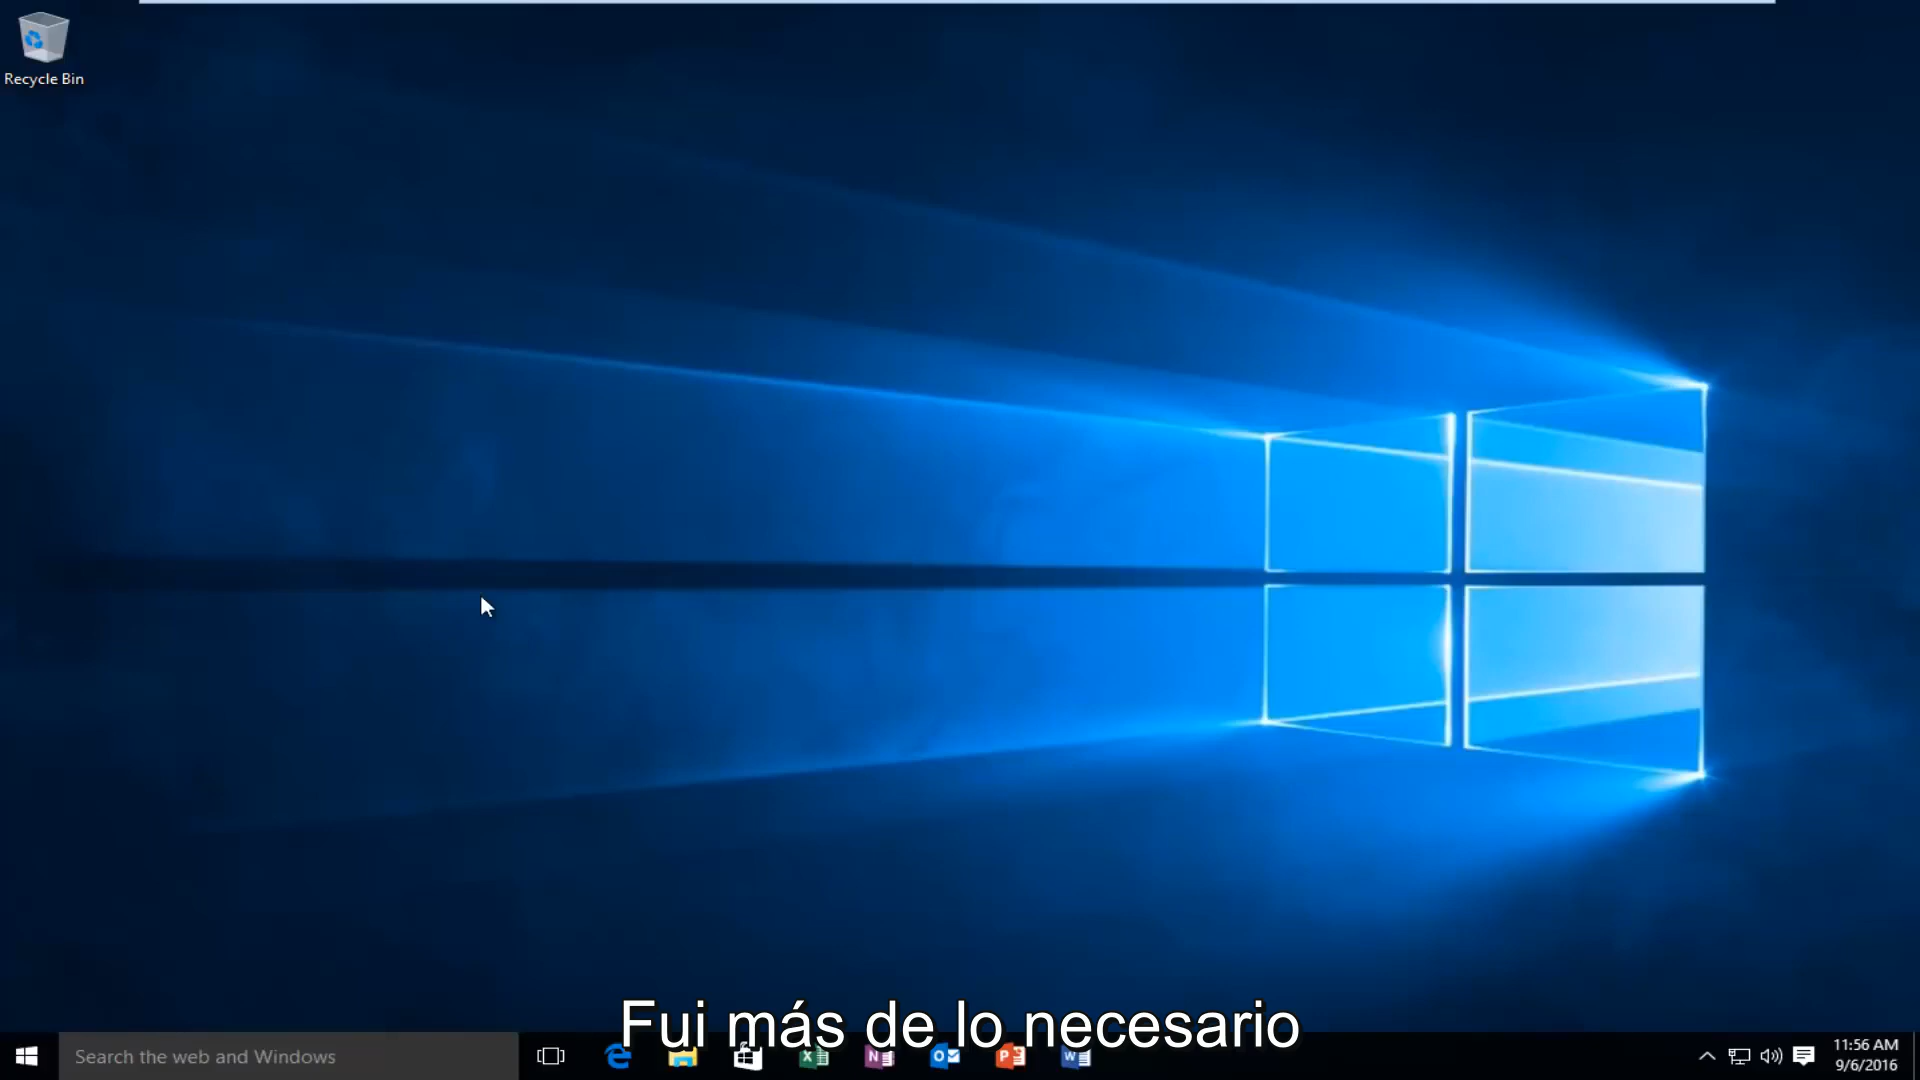 Recycle Bin
Fui más de lo necesario
Search the web and Windows
11:56 AM
9/6/2016